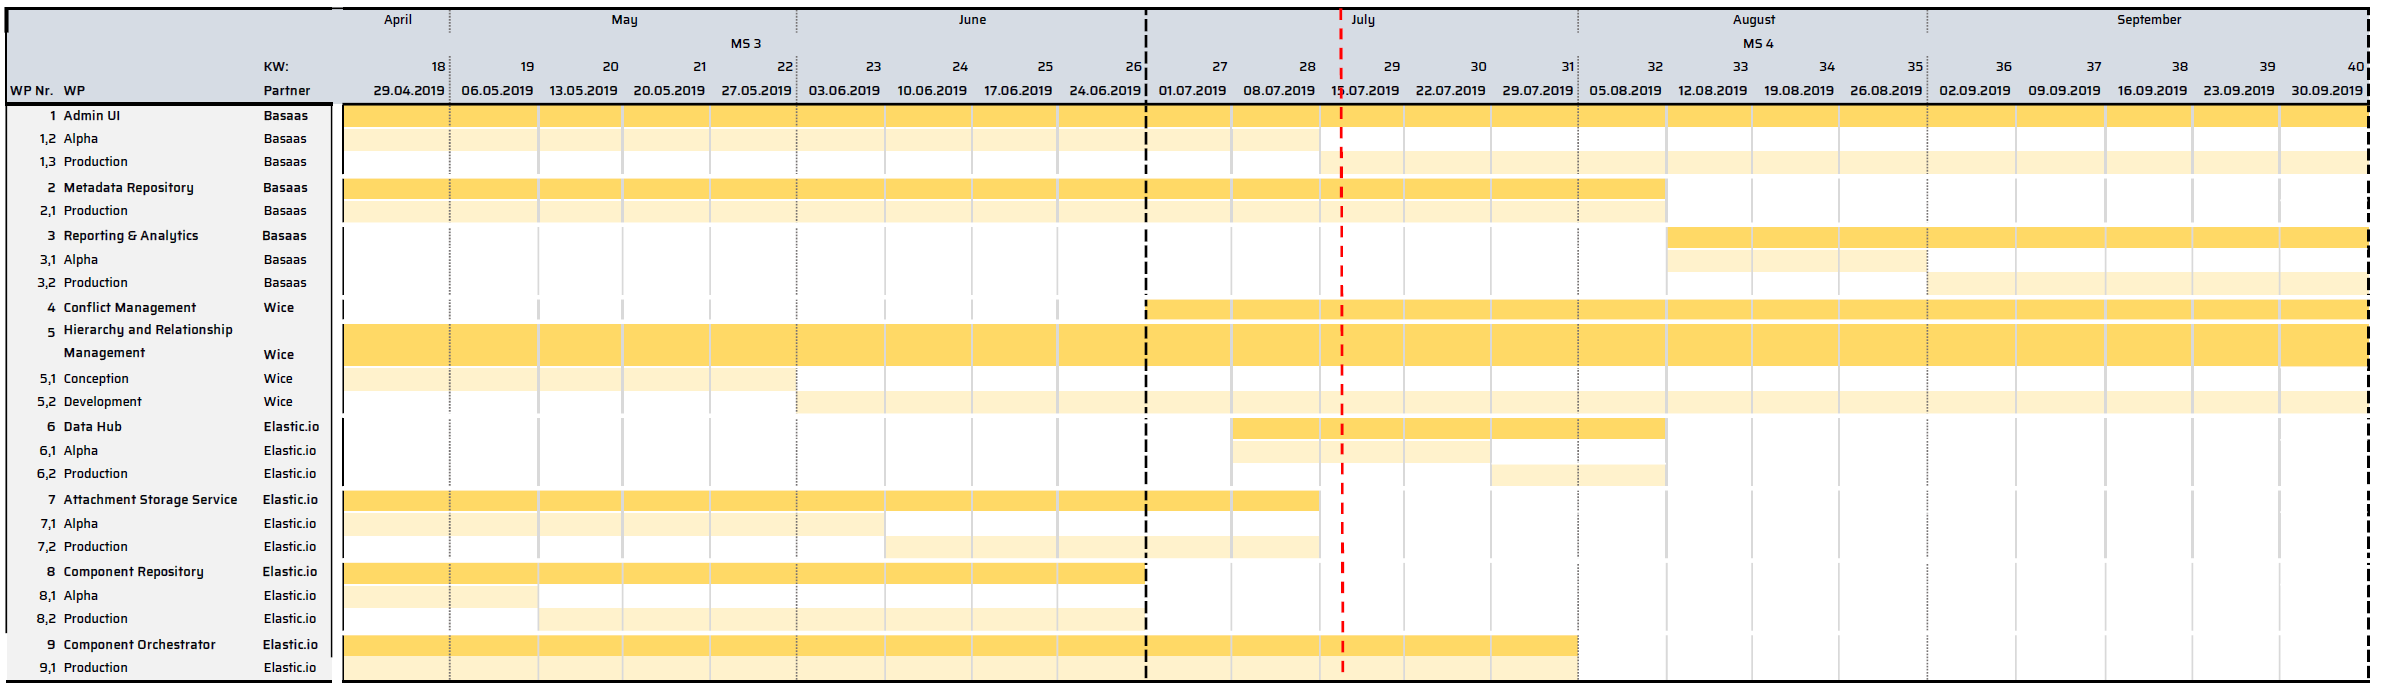 April May June July August September
MS 3 MS 4
KW: 18 19 20 21 22 23 24 25 26 27 28 29 30 31 32 33 34 35 36 37 38 39 40
WP Nr. WP Partner 29.04.2019 06.05.2019 13.05.2019 20.05.2019 27.05.2019 03.06.2019 10.06.2019 17.06.2019 24.06.2019 01.07.2019 08.07.2019 15.07.2019 22.07.2019 29.07.2019 05.08.2019 12.08.2019 19.08.2019 26.08.2019 02.09.2019 09.09.2019 16.09.2019 23.09.2019 30.09.2019
1 Admin UI Basaas
1,2 Alpha Basaas
1,3 Production Basaas
2 Metadata Repository Basaas
2,1 Production Basaas
3 Reporting & Analytics Basaas
3,1 Alpha Basaas
3,2 Production Basaas
4 Conflict Management Wice
5 Hierarchy and Relationship
Management Wice
5,1 Conception Wice
5,2 Development Wice
6 Data Hub Elastic.io
6,1 Alpha Elastic.io
6,2 Production Elastic.io
7 Attachment Storage Service Elastic.io
7,1 Alpha Elastic.io
7,2 Production Elastic.io
8 Component Repository Elastic.io
8,1 Alpha Elastic.io
8,2 Production Elastic.io
9 Component Orchestrator Elastic.io
9,1 Production Elastic.io